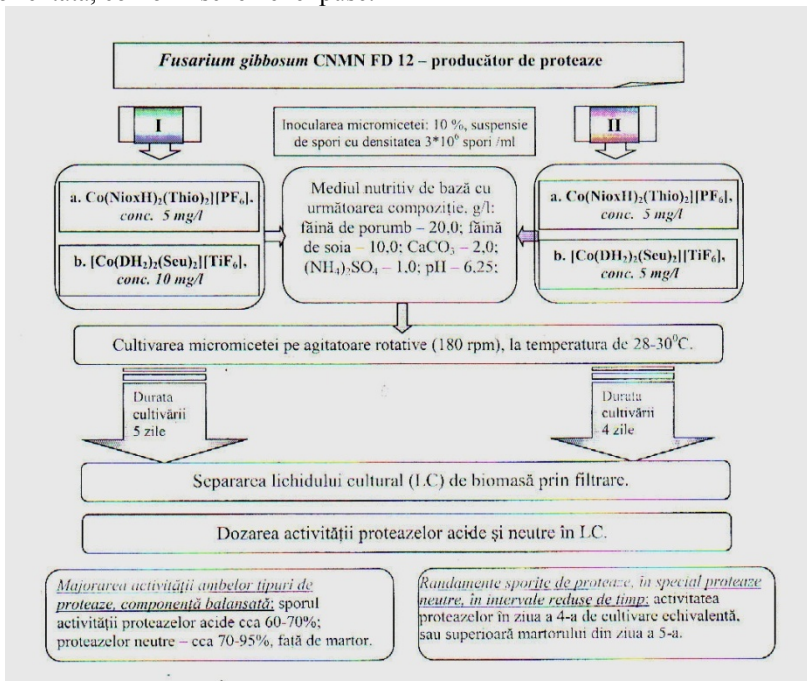 Fusarium gibbosum CNMN FD 12 – producător de proteaze
I
Inocularea micromicetei: 10 %, suspensie
de spori cu densitatea 3*10⁶ spori /ml
II
a. Co(NioxH)₂(Thio)₂][PF₆].
conc. 5 mg/l
b. [Co(DH₂)₂(Seu)₂][TiF₆],
conc. 10 mg/l
Mediul nutritiv de bază cu
următoarea compoziție, g/l:
făină de porumb – 20,0; făină
de soia – 10,0; CaCO₃ – 2,0;
(NH₄)₂SO₄ – 1,0; pH – 6,25;
a. Co(NioxH)₂(Thio)₂][PF₆],
conc. 5 mg/l
b. [Co(DH₂)₂(Seu)₂][TiF₆],
conc. 5 mg/l
Cultivarea micromicetei pe agitatoare rotative (180 rpm), la temperatura de 28-30⁰C.
Durata
cultivării
5 zile
Durata
cultivării
4 zile
Separarea lichidului cultural (LC) de biomasă prin filtrare.
Dozarea activității proteazelor acide și neutre în LC.
Majorarea activității ambelor tipuri de
proteaze, componentă balansată: sporul
activității proteazelor acide cca 60-70%;
proteazelor neutre – cca 70-95%, față de martor.
Randamente sporite de proteaze, în special proteaze
neutre, în intervale reduse de timp: activitatea
proteazelor în ziua a 4-a de cultivare echivalentă,
sau superioară martorului din ziua a 5-a.